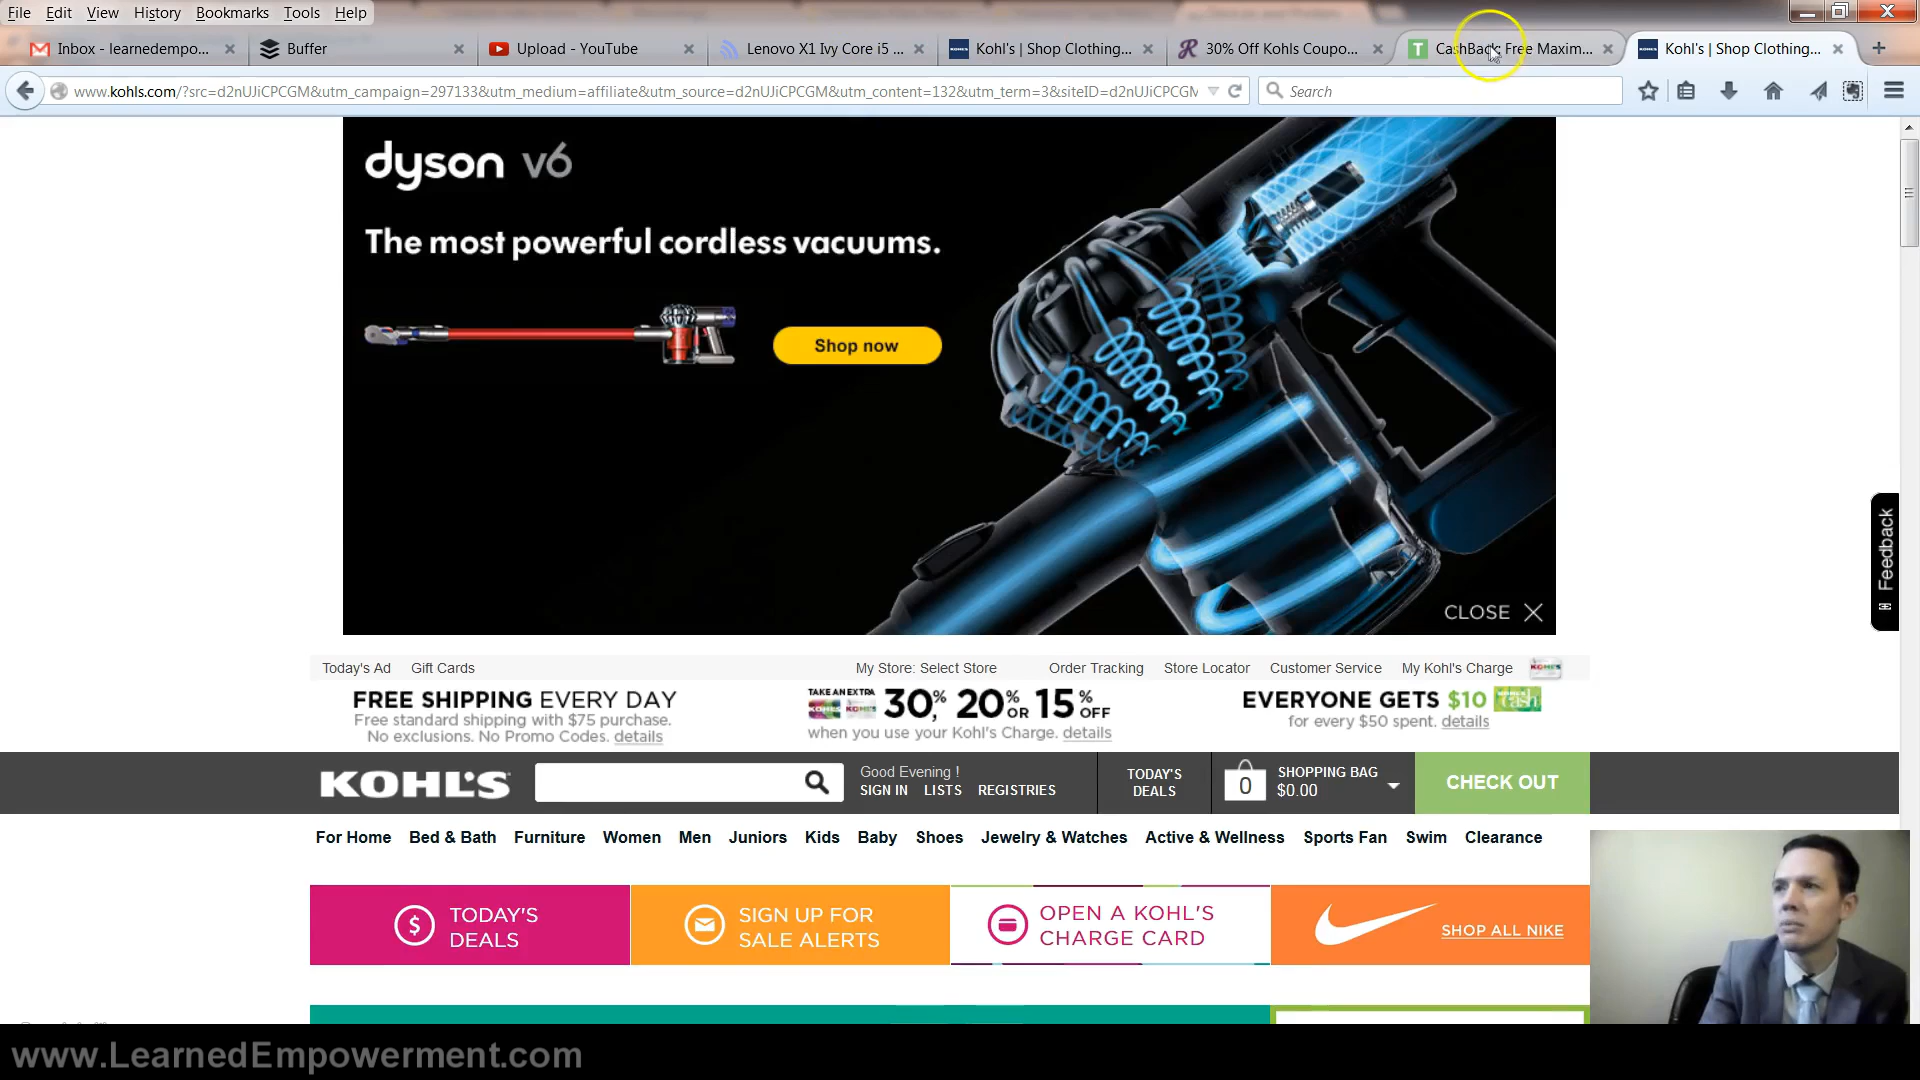 File Edit View History Bookmarks Tools Help
Inbox - learnedempo... Buffer Upload - YouTube Lenovo X1 Ivy Core i5 ... Kohl's | Shop Clothing,... 30% Off Kohls Coupo... CashBack: Free Maxim... Kohl's | Shop Clothing,...
www.kohls.com/?src=d2nUJiCPCGM&utm_campaign=297133&utm_medium=affiliate&utm_source=d2nUJiCPCGM&utm_content=132&utm_term=3&siteID=d2nUJiCPCGM Search
dyson v6
The most powerful cordless vacuums.
Shop now
CLOSE
Feedback
Today's Ad Gift Cards My Store: Select Store Order Tracking Store Locator Customer Service My Kohl's Charge
FREE SHIPPING EVERY DAY
Free standard shipping with $75 purchase.
No exclusions. No Promo Codes. details
TAKE AN EXTRA 30%, 20% OR 15% OFF
when you use your Kohl's Charge. details
EVERYONE GETS $10 KOHL'S cash
for every $50 spent. details
KOHL'S
Good Evening !
SIGN IN LISTS REGISTRIES
TODAY'S
DEALS
0
SHOPPING BAG
$0.00
CHECK OUT
For Home Bed & Bath Furniture Women Men Juniors Kids Baby Shoes Jewelry & Watches Active & Wellness Sports Fan Swim Clearance
$ TODAY'S
DEALS
SIGN UP FOR
SALE ALERTS
OPEN A KOHL'S
CHARGE CARD
SHOP ALL NIKE
www.LearnedEmpowerment.com